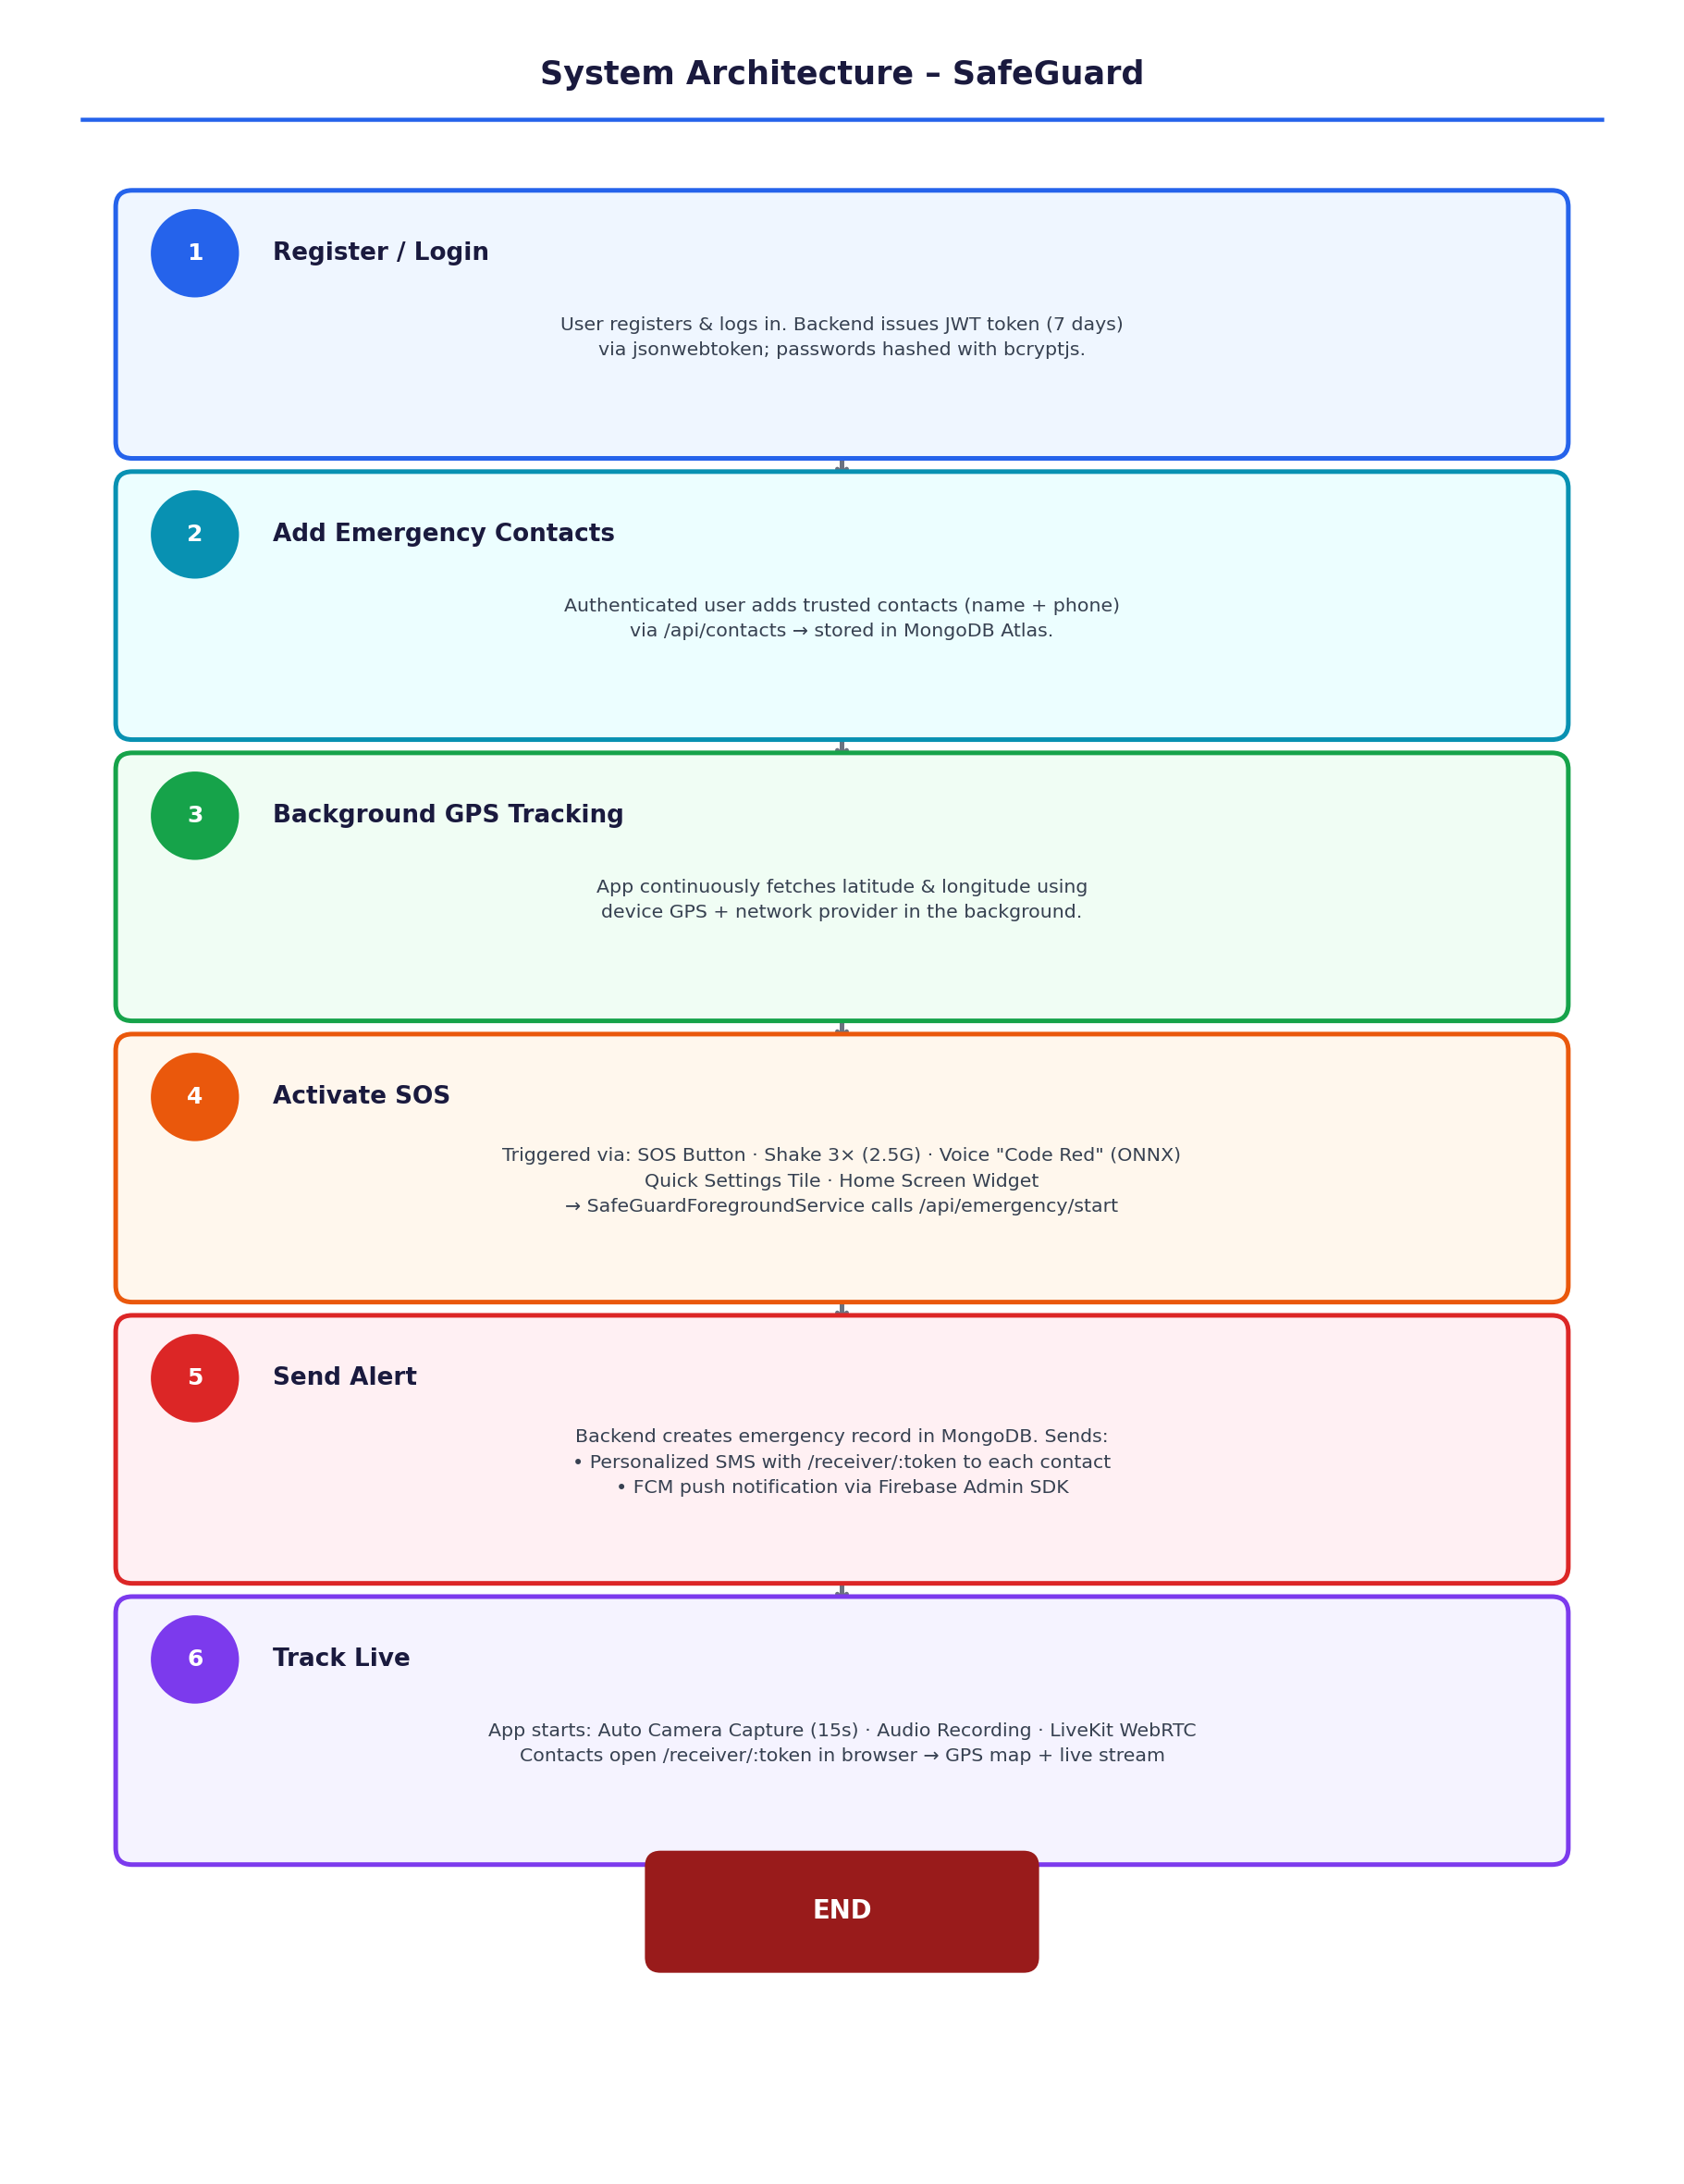 System Architecture – SafeGuard
1
Register / Login
User registers & logs in. Backend issues JWT token (7 days)
via jsonwebtoken; passwords hashed with bcryptjs.
2
Add Emergency Contacts
Authenticated user adds trusted contacts (name + phone)
via /api/contacts → stored in MongoDB Atlas.
3
Background GPS Tracking
App continuously fetches latitude & longitude using
device GPS + network provider in the background.
4
Activate SOS
Triggered via: SOS Button · Shake 3× (2.5G) · Voice "Code Red" (ONNX)
Quick Settings Tile · Home Screen Widget
→ SafeGuardForegroundService calls /api/emergency/start
5
Send Alert
Backend creates emergency record in MongoDB. Sends:
• Personalized SMS with /receiver/:token to each contact
• FCM push notification via Firebase Admin SDK
6
Track Live
App starts: Auto Camera Capture (15s) · Audio Recording · LiveKit WebRTC
Contacts open /receiver/:token in browser → GPS map + live stream
END